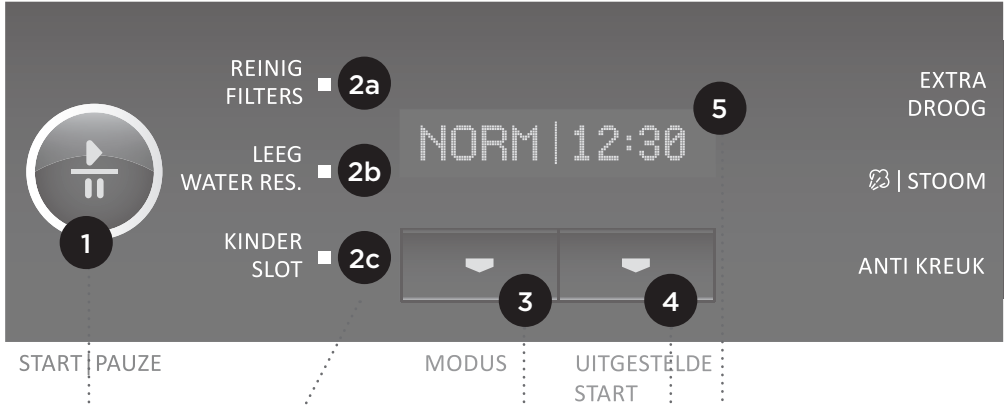 REINIG
FILTERS
2a
LEEG
WATER RES.
2b
KINDER
SLOT
2c
1
NORM|12:30
5
3
4
EXTRA
DROOG
| STOOM
ANTI KREUK
START|PAUZE
MODUS
UITGESTELDE
START